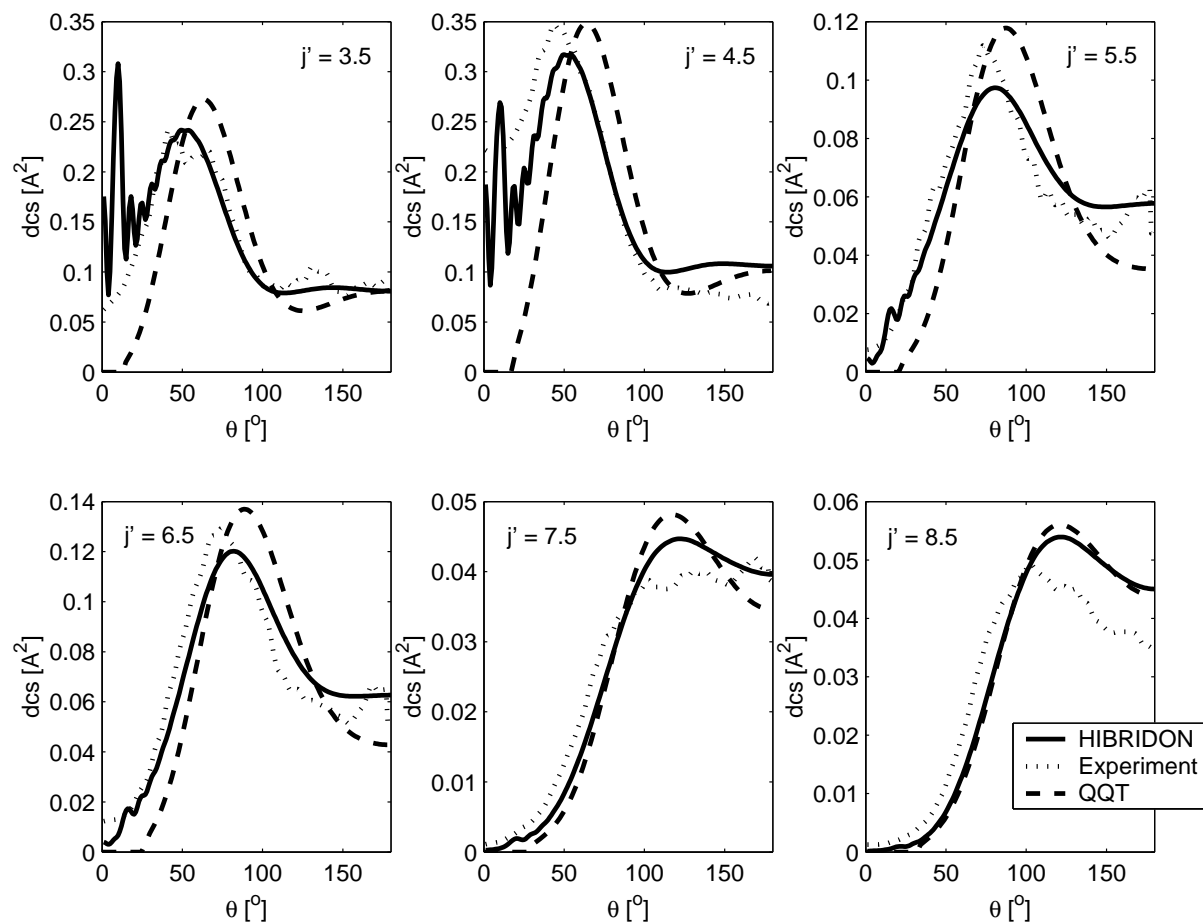 0.35
0.3
0.25
0.2
0.15
0.1
0.05
0
dcs [A²]
j' = 3.5
0 50 100 150
θ [°]
0.35
0.3
0.25
0.2
0.15
0.1
0.05
0
dcs [A²]
j' = 4.5
0 50 100 150
θ [°]
0.12
0.1
0.08
0.06
0.04
0.02
0
dcs [A²]
j' = 5.5
0 50 100 150
θ [°]
0.14
0.12
0.1
0.08
0.06
0.04
0.02
0
dcs [A²]
j' = 6.5
0 50 100 150
θ [°]
0.05
0.04
0.03
0.02
0.01
0
dcs [A²]
j' = 7.5
0 50 100 150
θ [°]
0.06
0.05
0.04
0.03
0.02
0.01
0
dcs [A²]
j' = 8.5
0 50 100 150
θ [°]
HIBRIDON
Experiment
QQT